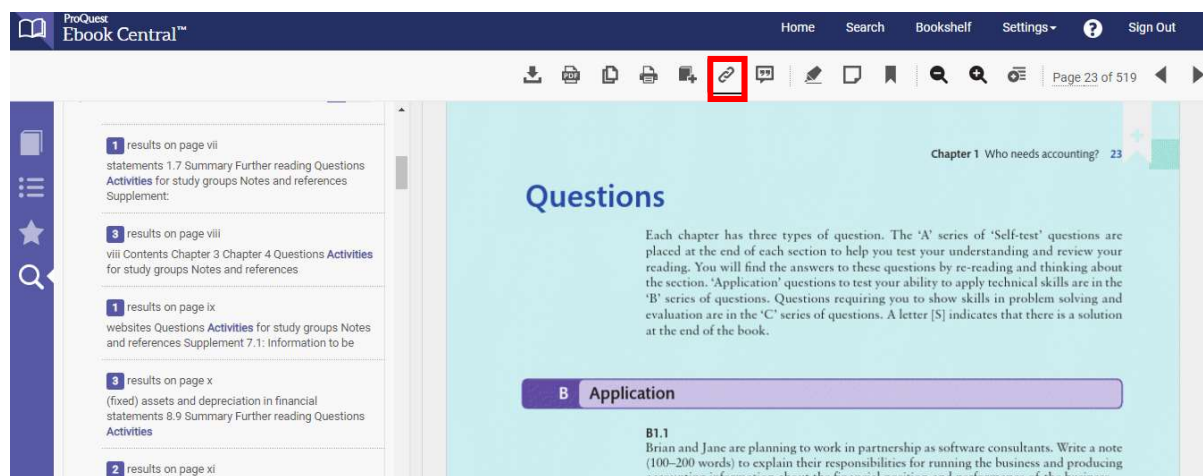 ProQuest
Ebook Central™
Home Search Bookshelf Settings ? Sign Out
PDF
Page 23 of 519
1 results on page vii
statements 1.7 Summary Further reading Questions
Activities for study groups Notes and references
Supplement:
3 results on page viii
viii Contents Chapter 3 Chapter 4 Questions Activities
for study groups Notes and references
1 results on page ix
websites Questions Activities for study groups Notes
and references Supplement 7.1: Information to be
3 results on page x
(fixed) assets and depreciation in financial
statements 8.9 Summary Further reading Questions
Activities
2 results on page xi
Chapter 1 Who needs accounting? 23
Questions
Each chapter has three types of question. The ‘A’ series of ‘Self-test’ questions are
placed at the end of each section to help you test your understanding and review your
reading. You will find the answers to these questions by re-reading and thinking about
the section. ‘Application’ questions to test your ability to apply technical skills are in the
‘B’ series of questions. Questions requiring you to show skills in problem solving and
evaluation are in the ‘C’ series of questions. A letter [S] indicates that there is a solution
at the end of the book.
B Application
B1.1
Brian and Jane are planning to work in partnership as software consultants. Write a note
(100–200 words) to explain their responsibilities for running the business and producing